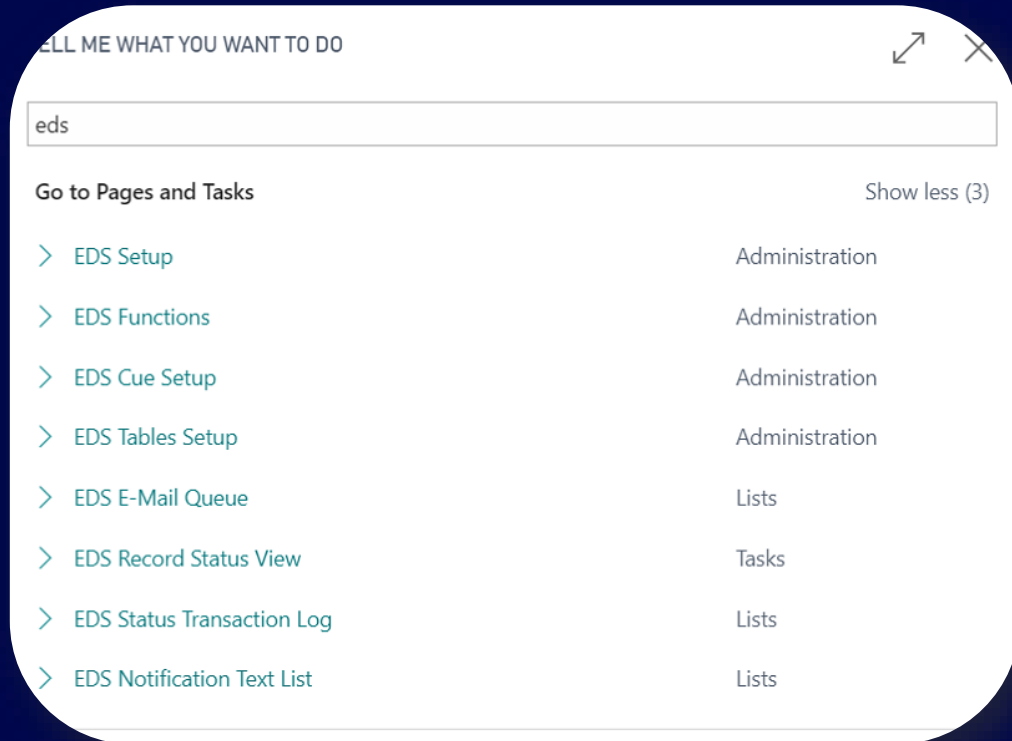 ELL ME WHAT YOU WANT TO DO
eds
Go to Pages and Tasks Show less (3)
EDS Setup Administration
EDS Functions Administration
EDS Cue Setup Administration
EDS Tables Setup Administration
EDS E-Mail Queue Lists
EDS Record Status View Tasks
EDS Status Transaction Log Lists
EDS Notification Text List Lists